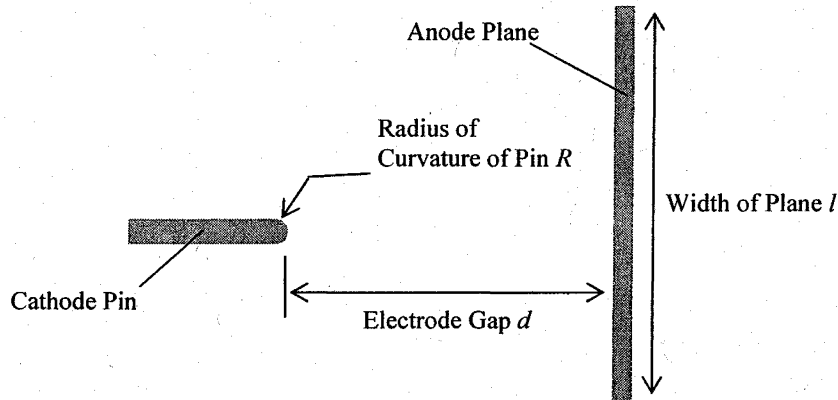 Anode Plane
Radius of
Curvature of Pin R
Width of Plane l
Cathode Pin
Electrode Gap d